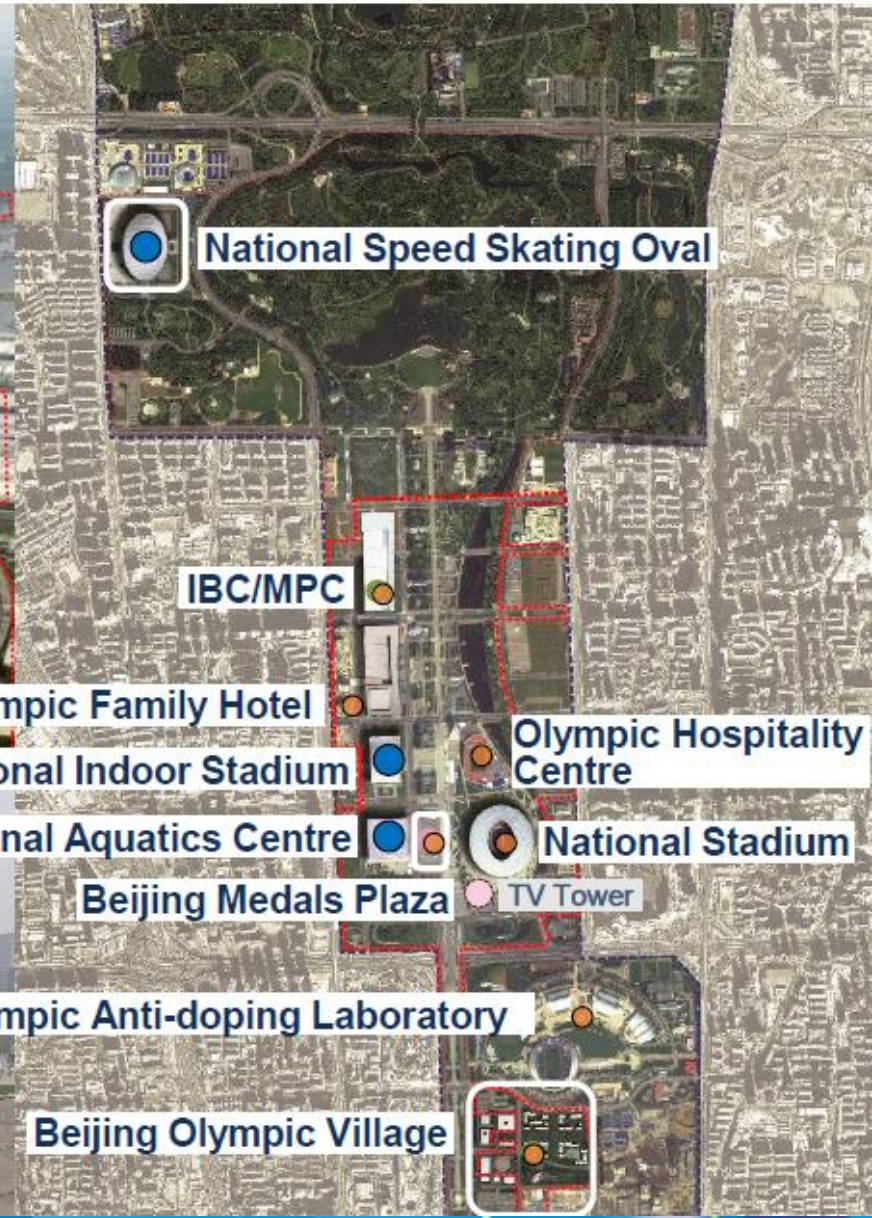 National Speed Skating Oval
IBC/MPC
mpic Family Hotel
Olympic Hospitality
Centre
onal Indoor Stadium
nal Aquatics Centre
National Stadium
Beijing Medals Plaza
TV Tower
mpic Anti-doping Laboratory
Beijing Olympic Village